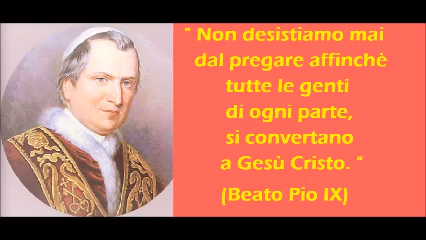 “ Non desistiamo mai
dal pregare affinchè
tutte le genti
di ogni parte,
si convertano
a Gesù Cristo. “
(Beato Pio IX)